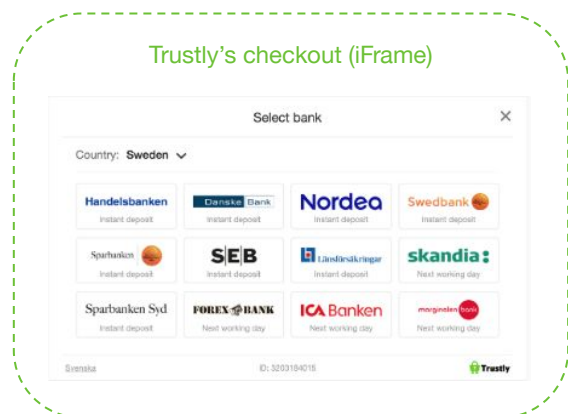 Trustly's checkout (iFrame)
Select bank
Country: Sweden
Handelsbanken Danske Bank Nordea Swedbank
Instant deposit Instant deposit Instant deposit Instant deposit
Sparbanken SEB Länsförsäkringar skandia:
Instant deposit Instant deposit Instant deposit Next working day
Sparbanken Syd FOREX BANK ICA Banken marginalen bank
Instant deposit Next working day Next working day Next working day
Svenska ID: 3203184015 Trustly